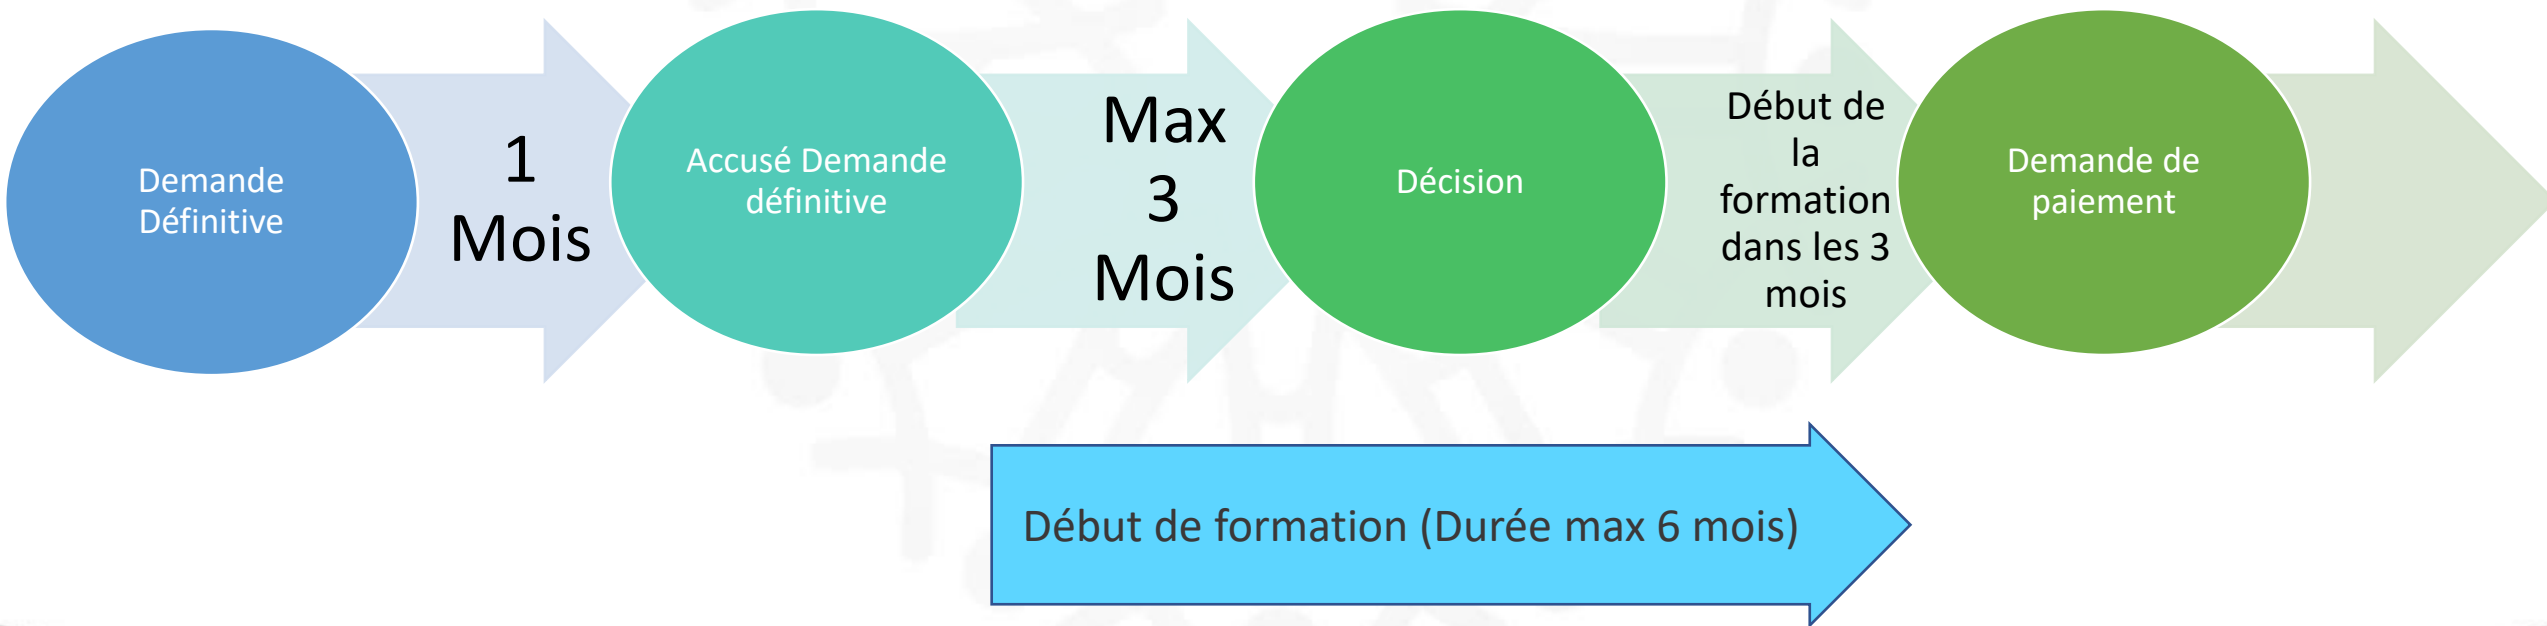 Demande
Définitive
1
Mois
Accusé Demande
définitive
Max
3
Mois
Décision
Début de
la
formation
dans les 3
mois
Demande de
paiement
Début de formation (Durée max 6 mois)